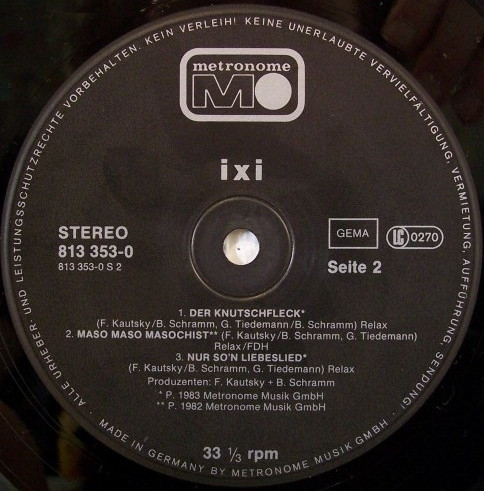 ALLE URHEBER- UND LEISTUNGSSCHUTZRECHTE VORBEHALTEN. KEIN VERLEIH! KEINE UNERLAUBTE VERVIELFÄLTIGUNG, VERMIETUNG, AUFFÜHRUNG, SENDUNG!
metronome
M
ixi
STEREO
813 353-0
813 353-0 S 2
GEMA
LC 0270
Seite 2
1. DER KNUTSCHFLECK*
(F. Kautsky/B. Schramm, G. Tiedemann/B. Schramm) Relax
2. MASO MASO MASOCHIST** (F. Kautsky/B. Schramm, G. Tiedemann)
Relax/FDH
3. NUR SO'N LIEBESLIED*
(F. Kautsky/B. Schramm, G. Tiedemann) Relax
Produzenten: F. Kautsky + B. Schramm
* P. 1983 Metronome Musik GmbH
** P. 1982 Metronome Musik GmbH
33 ⅓ rpm
· MADE IN GERMANY BY METRONOME MUSIK GMBH ·